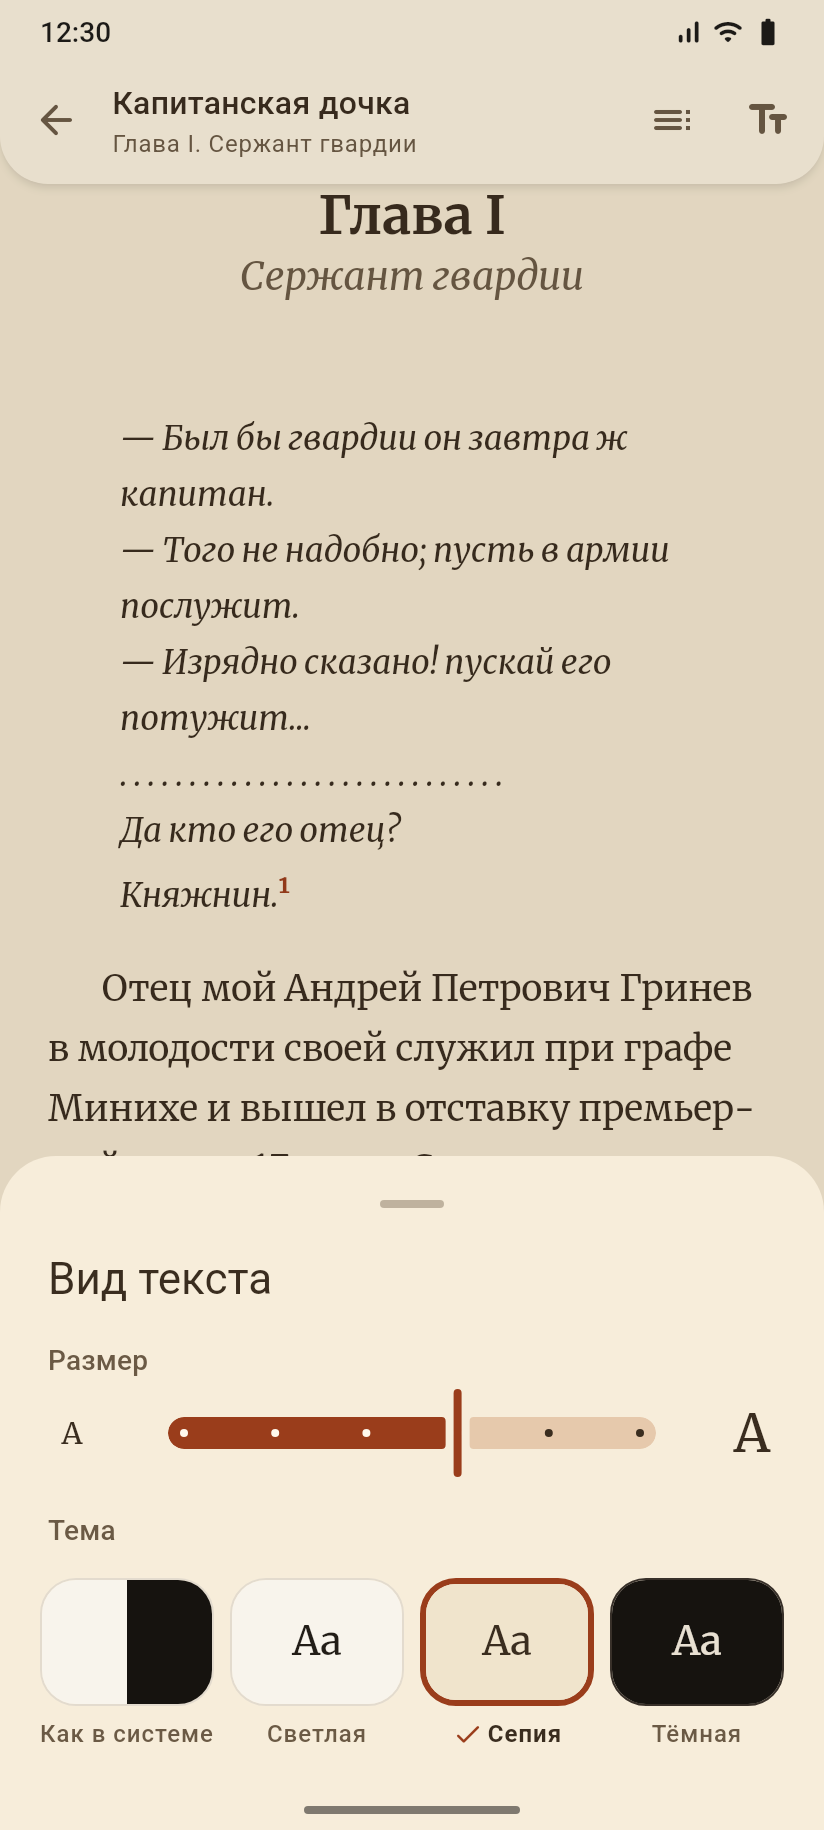 12:30
Капитанская дочка
Глава I. Сержант гвардии
Глава I
Сержант гвардии
— Был бы гвардии он завтра ж
капитан.
— Того не надобно; пусть в армии
послужит.
— Изрядно сказано! пускай его
потужит...
. . . . . . . . . . . . . . . . . . . . . . . . . . . .
Да кто его отец?
Княжнин.1
Отец мой Андрей Петрович Гринев
в молодости своей служил при графе
Минихе и вышел в отставку премьер-
Вид текста
Размер
A A
Тема
Aa Aa Aa
Как в системе Светлая Сепия Тёмная